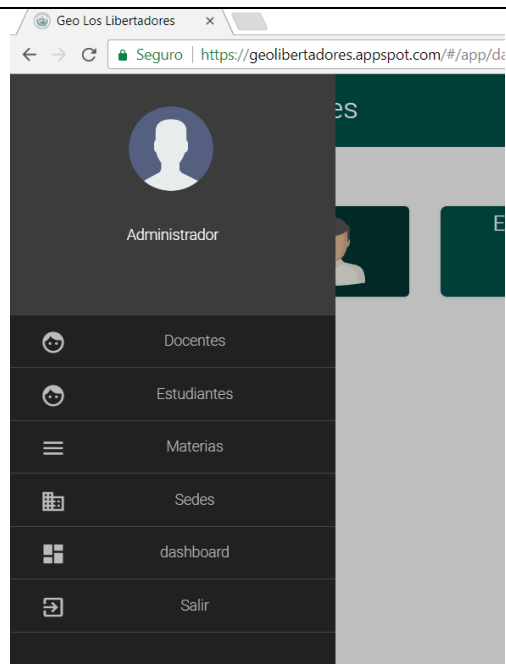 Geo Los Libertadores
Seguro | https://geolibertadores.appspot.com/#/app/da
es
E
Administrador
Docentes
Estudiantes
Materias
Sedes
dashboard
Salir